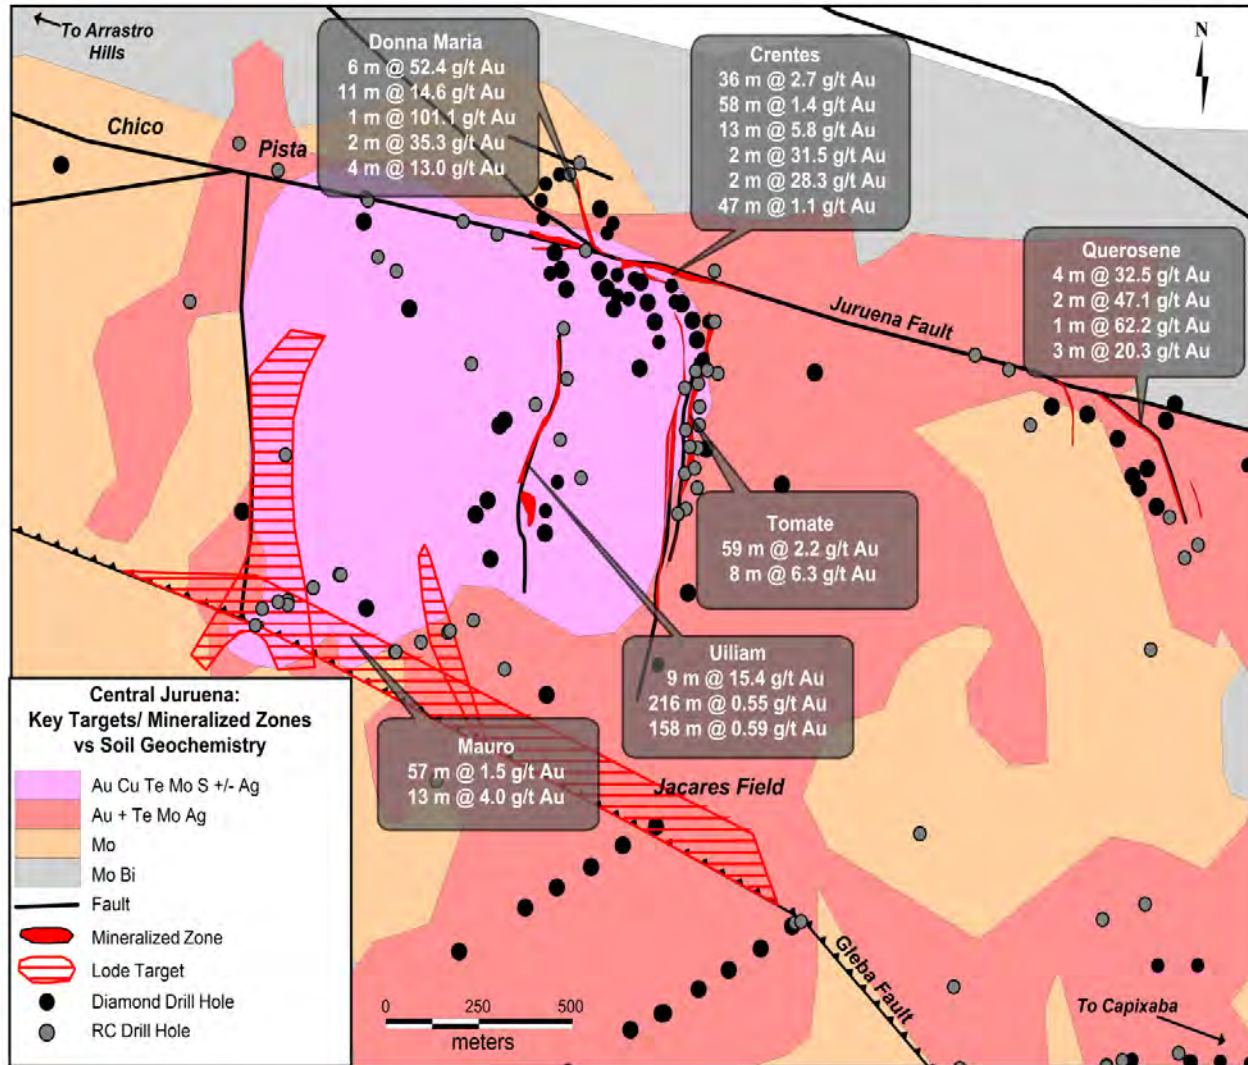 To Arrastro
Hills
N
Donna Maria
6 m @ 52.4 g/t Au
11 m @ 14.6 g/t Au
1 m @ 101.1 g/t Au
2 m @ 35.3 g/t Au
4 m @ 13.0 g/t Au
Crentes
36 m @ 2.7 g/t Au
58 m @ 1.4 g/t Au
13 m @ 5.8 g/t Au
2 m @ 31.5 g/t Au
2 m @ 28.3 g/t Au
47 m @ 1.1 g/t Au
Chico
Pista
Querosene
4 m @ 32.5 g/t Au
2 m @ 47.1 g/t Au
1 m @ 62.2 g/t Au
3 m @ 20.3 g/t Au
Juruena Fault
Tomate
59 m @ 2.2 g/t Au
8 m @ 6.3 g/t Au
Uiliam
9 m @ 15.4 g/t Au
216 m @ 0.55 g/t Au
158 m @ 0.59 g/t Au
Mauro
57 m @ 1.5 g/t Au
13 m @ 4.0 g/t Au
Jacares Field
Gleba Fault
To Capixaba
Central Juruena:
Key Targets/ Mineralized Zones
vs Soil Geochemistry
Au Cu Te Mo S +/- Ag
Au + Te Mo Ag
Mo
Mo Bi
Fault
Mineralized Zone
Lode Target
Diamond Drill Hole
RC Drill Hole
0 250 500
meters